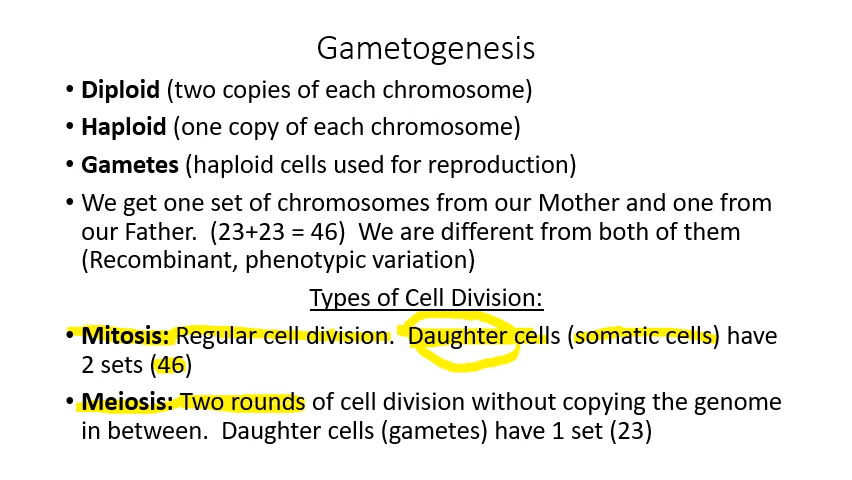 Gametogenesis
• Diploid (two copies of each chromosome)
• Haploid (one copy of each chromosome)
• Gametes (haploid cells used for reproduction)
• We get one set of chromosomes from our Mother and one from
our Father.  (23+23 = 46)  We are different from both of them
(Recombinant, phenotypic variation)
Types of Cell Division:
• Mitosis: Regular cell division.  Daughter cells (somatic cells) have
2 sets (46)
• Meiosis: Two rounds of cell division without copying the genome
in between.  Daughter cells (gametes) have 1 set (23)